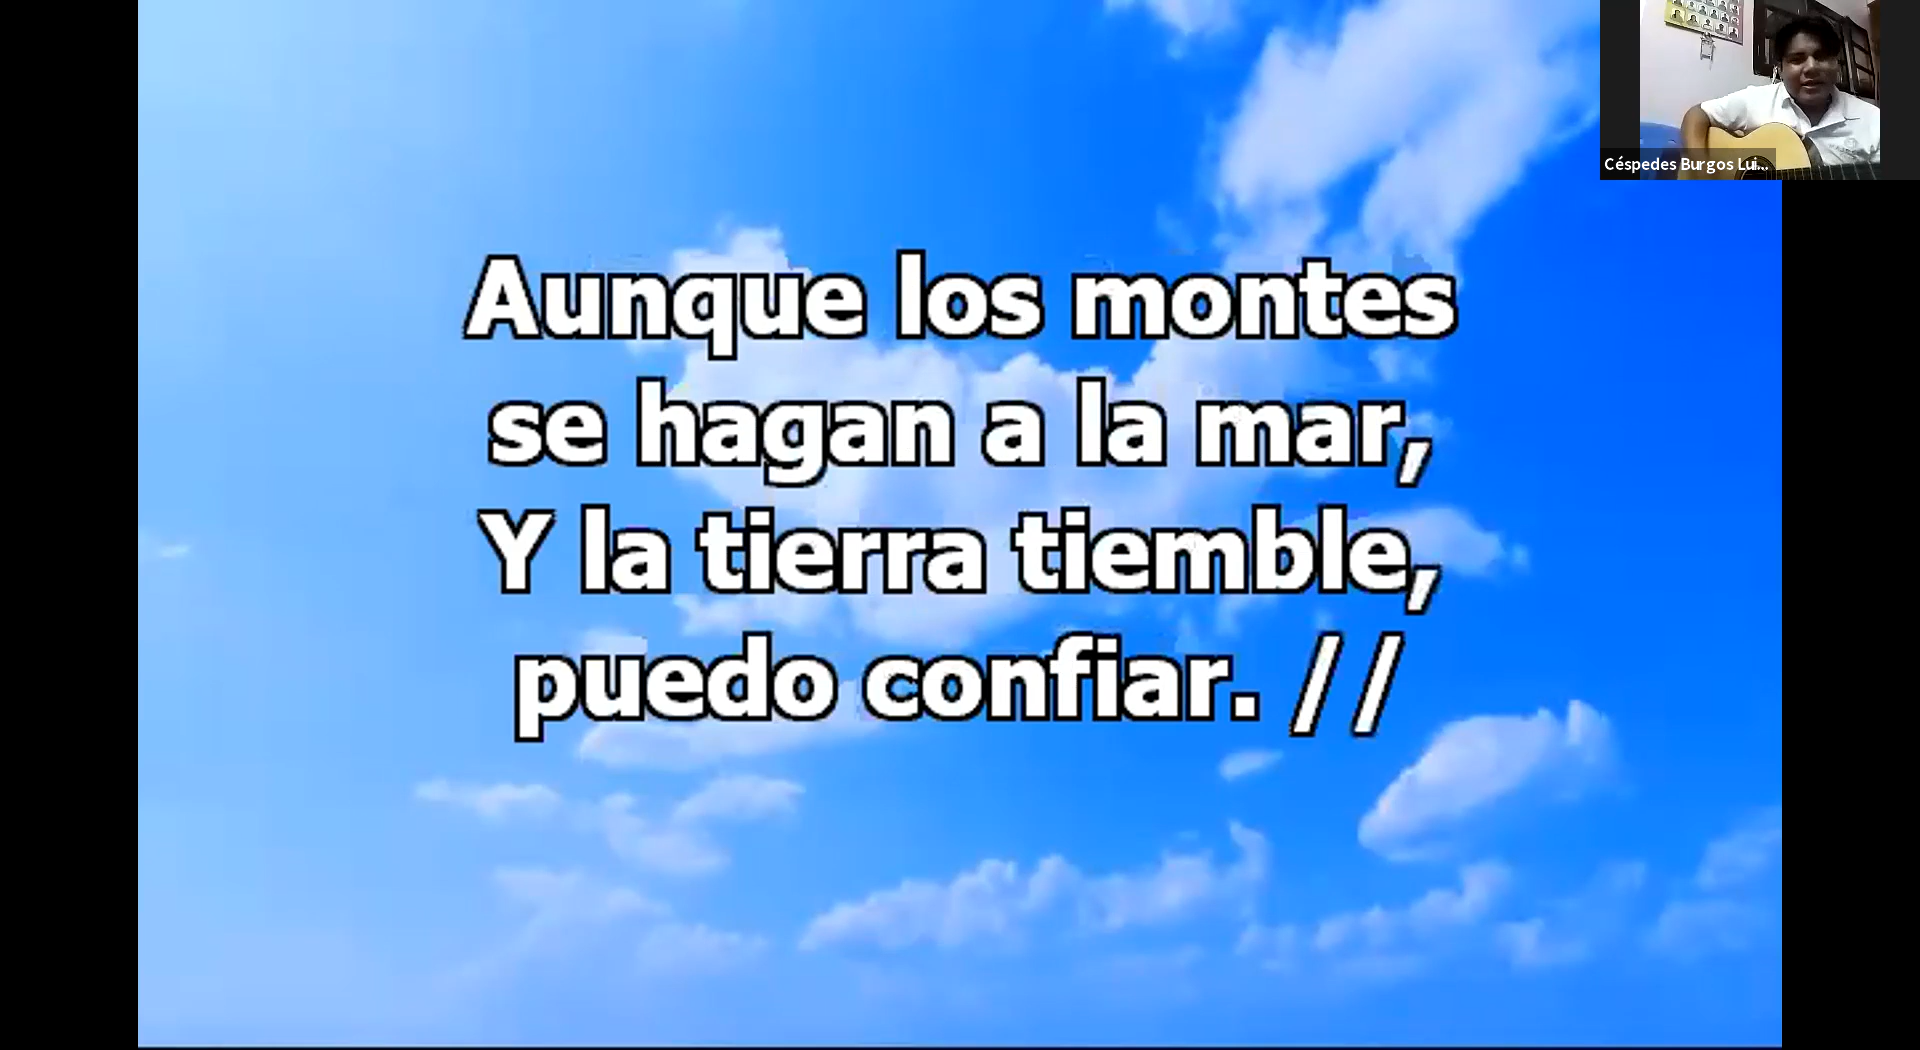 Aunque los montes
se hagan a la mar,
Y la tierra tiemble,
puedo confiar. //
Céspedes Burgos Lui...